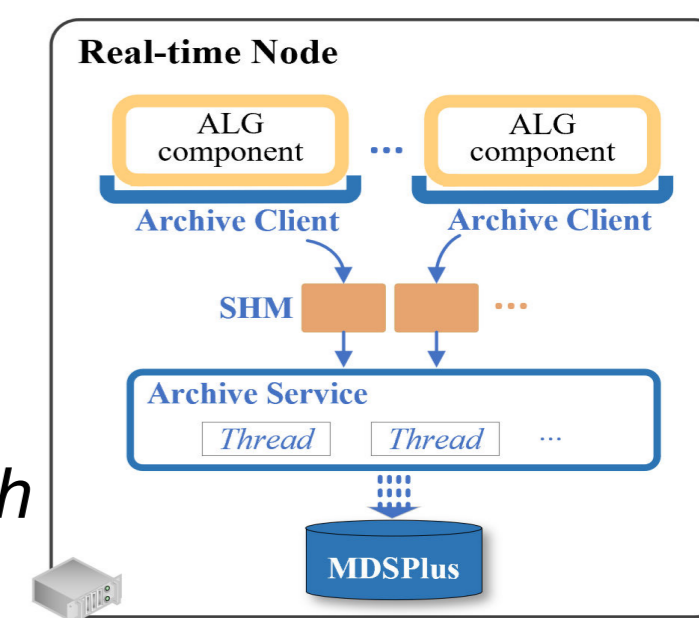 Real-time Node
ALG
component
...
ALG
component
Archive Client
Archive Client
SHM
...
Archive Service
Thread
Thread
...
h
MDSPlus